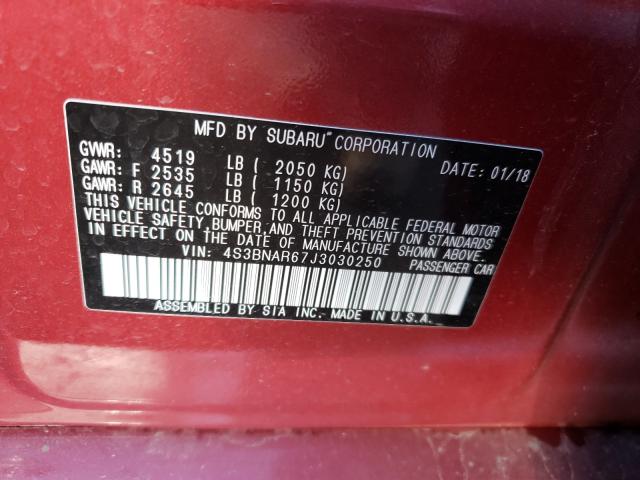 MFD BY SUBARU CORPORATION
GVWR: 4519 LB ( 2050 KG) DATE: 01/18
GAWR: F 2535 LB ( 1150 KG)
GAWR: R 2645 LB ( 1200 KG)
THIS VEHICLE CONFORMS TO ALL APPLICABLE FEDERAL MOTOR
VEHICLE SAFETY, BUMPER, AND THEFT PREVENTION STANDARDS
IN EFFECT ON THE DATE OF MANUFACTURE SHOWN ABOVE.
VIN: 4S3BNAR67J3030250 PASSENGER CAR
ASSEMBLED BY SIA INC. MADE IN U.S.A.